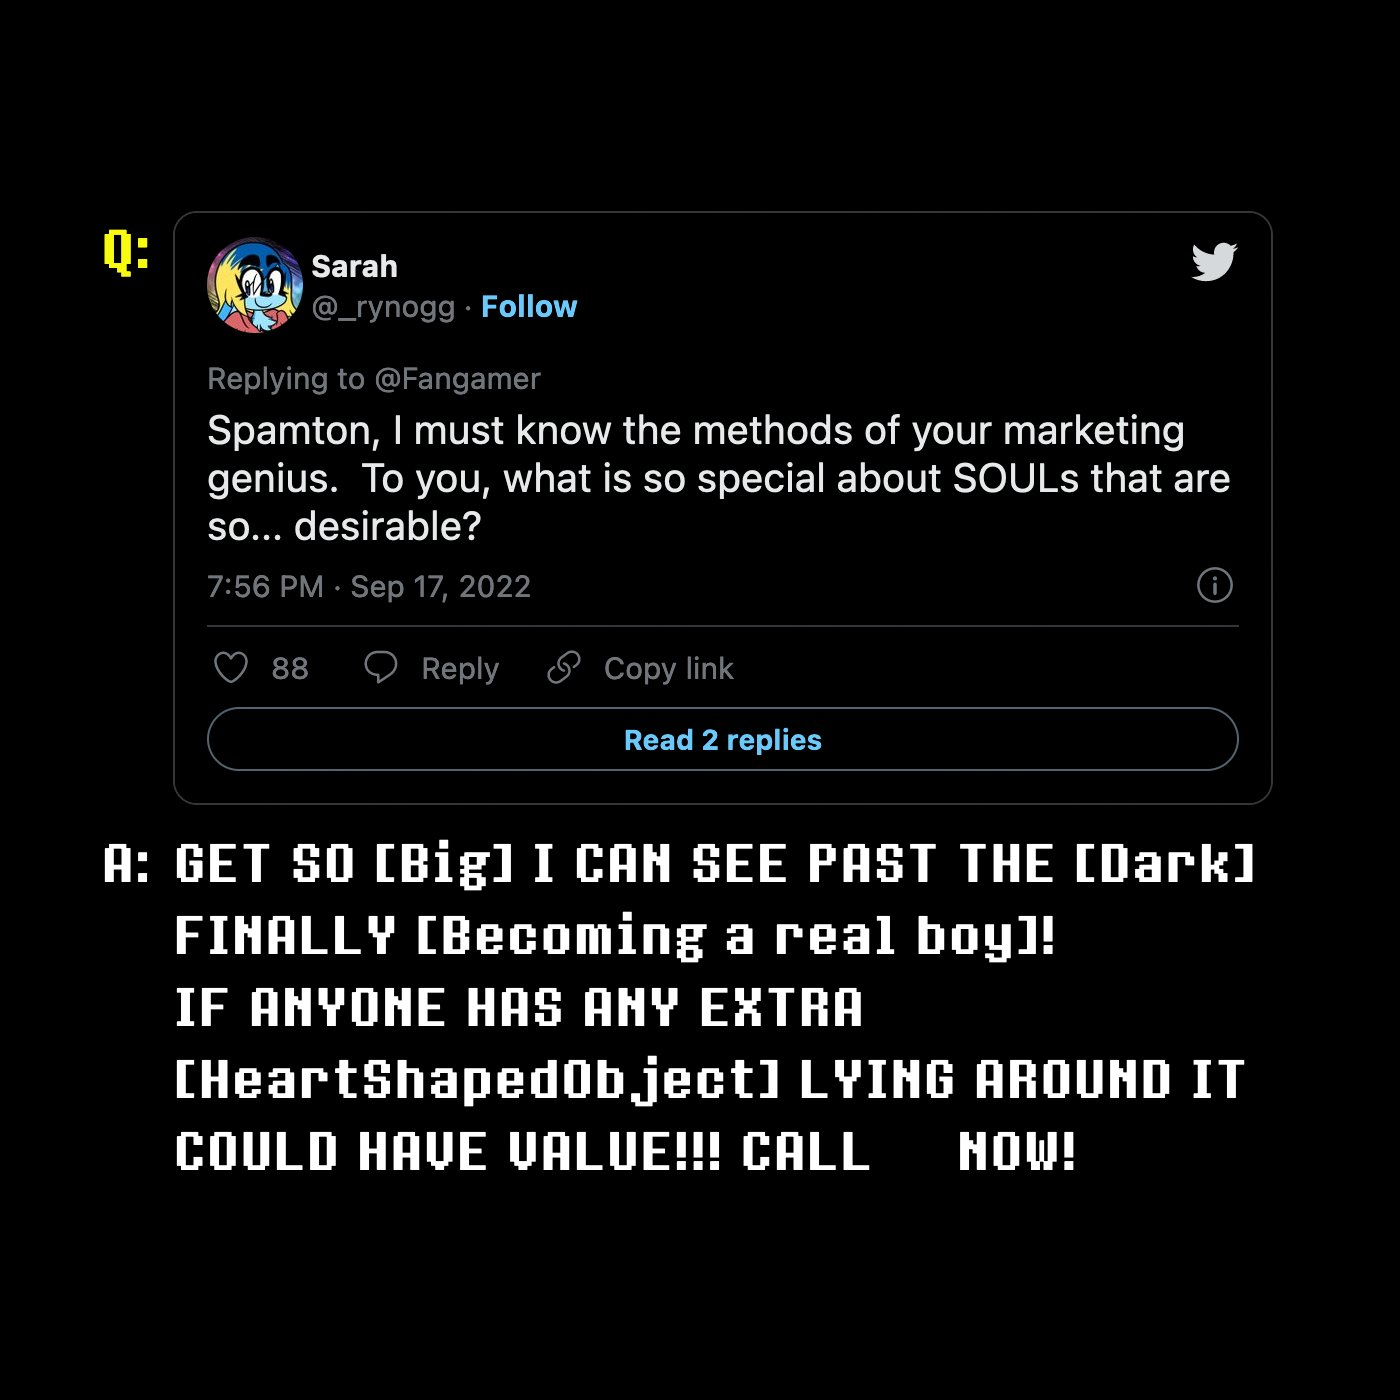 Q:
Sarah
@_rynogg · Follow
Replying to @Fangamer
Spamton, I must know the methods of your marketing
genius.  To you, what is so special about SOULs that are
so... desirable?
7:56 PM · Sep 17, 2022
88 Reply Copy link
Read 2 replies
A: GET SO [Big] I CAN SEE PAST THE [Dark]
FINALLY [Becoming a real boy]!
IF ANYONE HAS ANY EXTRA
[HeartShapedObject] LYING AROUND IT
COULD HAVE VALUE!!! CALL    NOW!